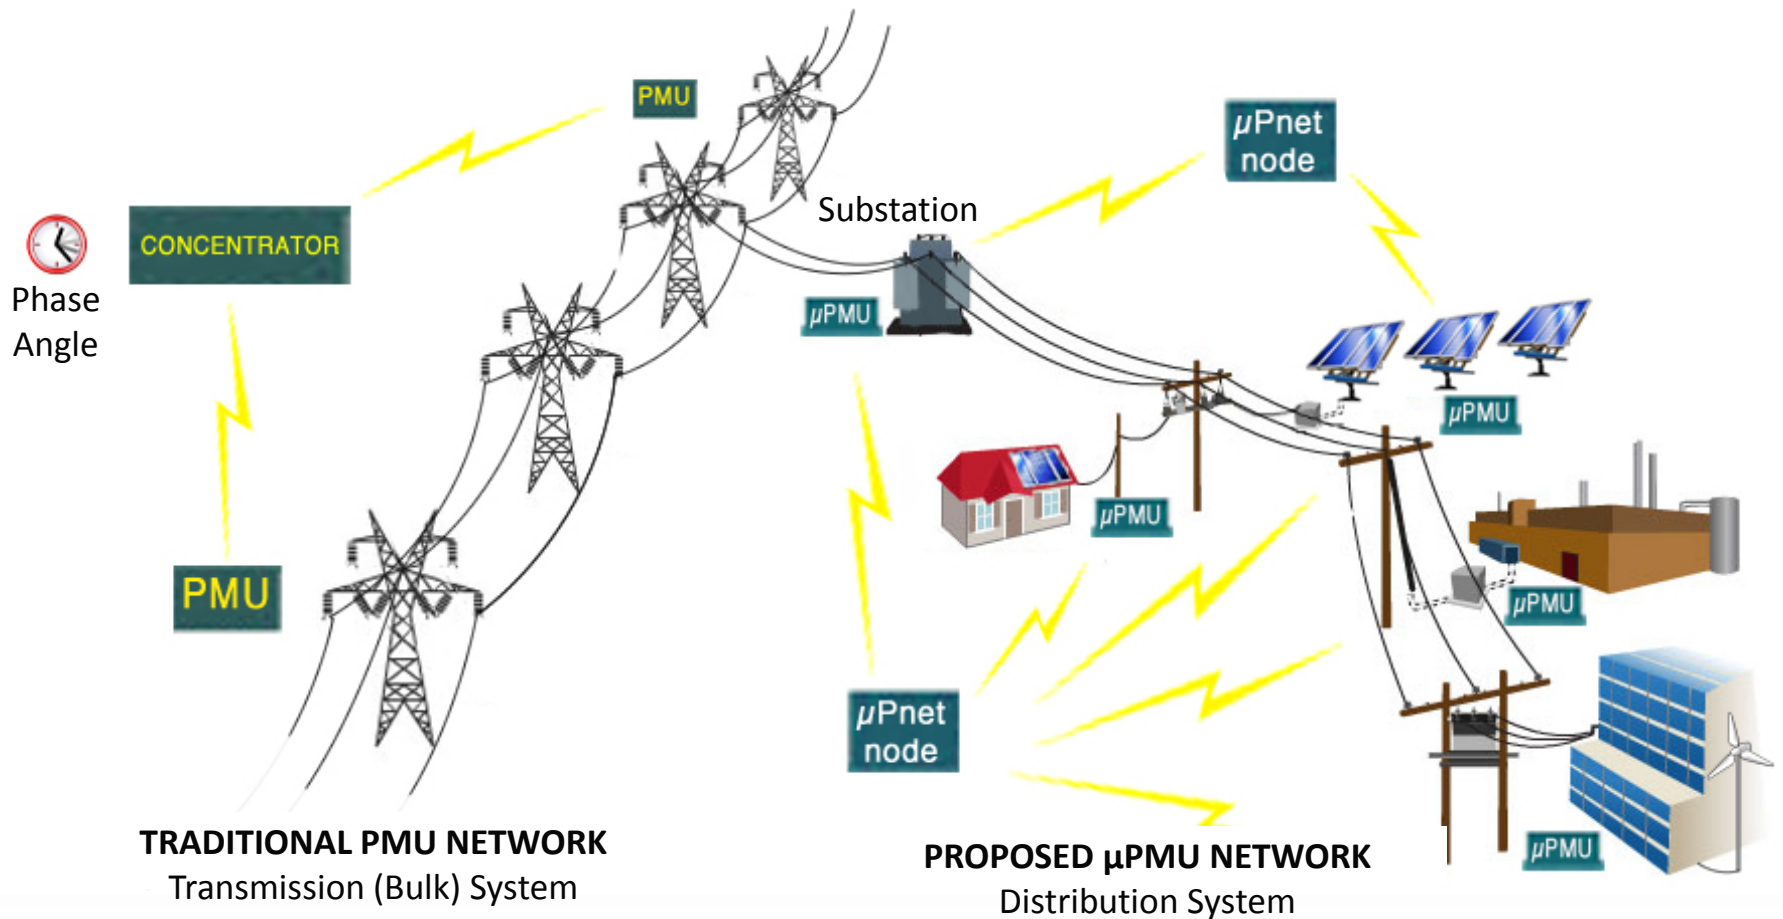 PMU
µPnet
node
Substation
CONCENTRATOR
Phase
Angle
µPMU
µPMU
µPMU
PMU
µPMU
µPnet
node
TRADITIONAL PMU NETWORK
Transmission (Bulk) System
µPMU
PROPOSED µPMU NETWORK
Distribution System